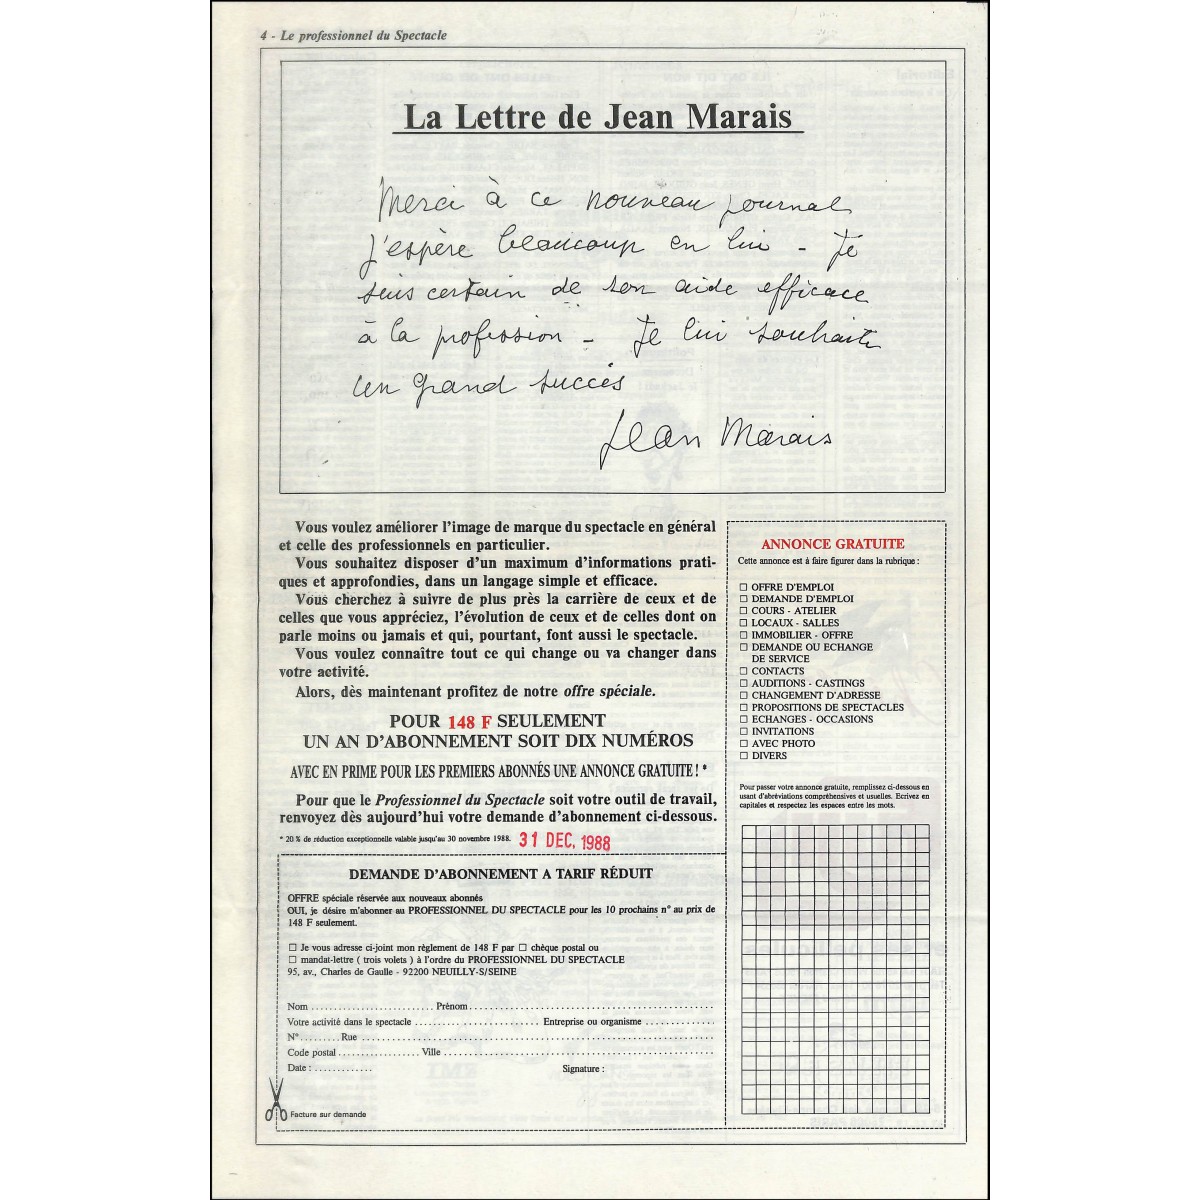 4 - Le professionnel du Spectacle
La Lettre de Jean Marais
Merci à ce nouveau journal
J'espère beaucoup en lui - Je
suis certain de son aide efficace
à la profession - Je lui souhaite
un grand succès
Jean Marais
Vous voulez améliorer l'image de marque du spectacle en général
et celle des professionnels en particulier.
Vous souhaitez disposer d'un maximum d'informations prati-
ques et approfondies, dans un langage simple et efficace.
Vous cherchez à suivre de plus près la carrière de ceux et de
celles que vous appréciez, l'évolution de ceux et de celles dont on
parle moins ou jamais et qui, pourtant, font aussi le spectacle.
Vous voulez connaître tout ce qui change ou va changer dans
votre activité.
Alors, dès maintenant profitez de notre offre spéciale.
POUR 148 F SEULEMENT
UN AN D'ABONNEMENT SOIT DIX NUMÉROS
AVEC EN PRIME POUR LES PREMIERS ABONNÉS UNE ANNONCE GRATUITE ! *
Pour que le Professionnel du Spectacle soit votre outil de travail,
renvoyez dès aujourd'hui votre demande d'abonnement ci-dessous.
* 20 % de réduction exceptionnelle valable jusqu'au 30 novembre 1988. 31 DEC. 1988
DEMANDE D'ABONNEMENT A TARIF RÉDUIT
OFFRE spéciale réservée aux nouveaux abonnés
OUI, je désire m'abonner au PROFESSIONNEL DU SPECTACLE pour les 10 prochains n° au prix de
148 F seulement.
☐ Je vous adresse ci-joint mon règlement de 148 F par ☐ chèque postal ou
☐ mandat-lettre ( trois volets ) à l'ordre du PROFESSIONNEL DU SPECTACLE
95, av., Charles de Gaulle - 92200 NEUILLY-S/SEINE
Nom ............................ Prénom ............................
Votre activité dans le spectacle ............................ Entreprise ou organisme ................
N° ......... Rue ............................
Code postal .................. Ville ............................
Date : ............. Signature :
Facture sur demande
ANNONCE GRATUITE
Cette annonce est à faire figurer dans la rubrique :
☐ OFFRE D'EMPLOI
☐ DEMANDE D'EMPLOI
☐ COURS - ATELIER
☐ LOCAUX - SALLES
☐ IMMOBILIER - OFFRE
☐ DEMANDE OU ECHANGE
DE SERVICE
☐ CONTACTS
☐ AUDITIONS - CASTINGS
☐ CHANGEMENT D'ADRESSE
☐ PROPOSITIONS DE SPECTACLES
☐ ECHANGES - OCCASIONS
☐ INVITATIONS
☐ AVEC PHOTO
☐ DIVERS
Pour passer votre annonce gratuite, remplissez ci-dessous en
usant d'abréviations compréhensives et usuelles. Ecrivez en
capitales et respectez les espaces entre les mots.